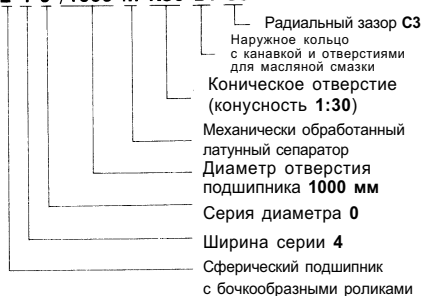 Радиальный зазор С3
Наружное кольцо
с канавкой и отверстиями
для масляной смазки
Коническое отверстие
(конусность 1:30)
Механически обработанный
латунный сепаратор
Диаметр отверстия
подшипника 1000 мм
Серия диаметра 0
Ширина серии 4
Сферический подшипник
с бочкообразными роликами